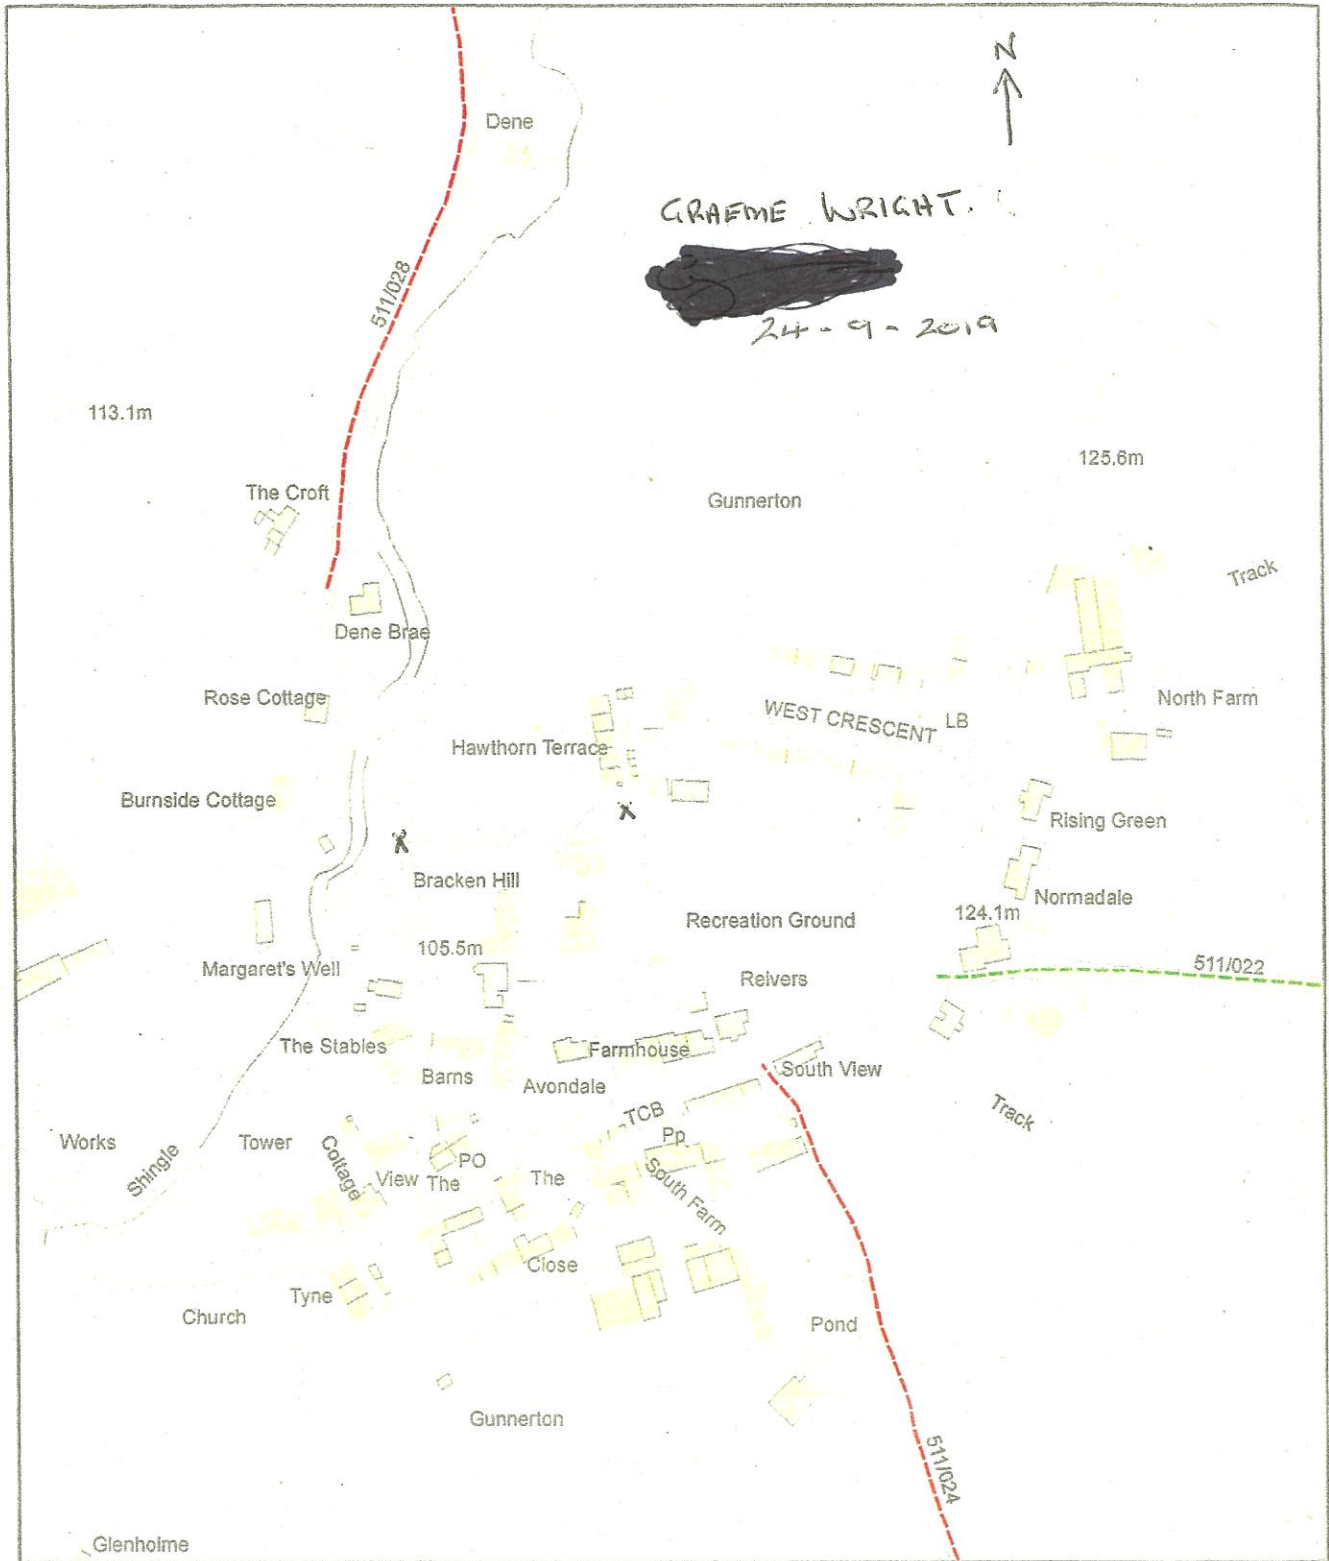 N
Dene
GRAEME WRIGHT.
511/028
24-9-2019
113.1m
125.6m
The Croft
Gunnerton
Track
Dene Brae
Rose Cottage
North Farm
WEST CRESCENT
LB
Hawthorn Terrace
Burnside Cottage
X
Rising Green
X
Bracken Hill
Normadale
124.1m
Recreation Ground
105.5m
511/022
Margaret's Well
Reivers
The Stables
Farmhouse
South View
Barns
Avondale
TCB
Track
Pp
Works
Tower
Cottage
PO
Shingle
View
The
The
South Farm
Close
Tyne
Church
Pond
Gunnerton
511/024
Glenholme